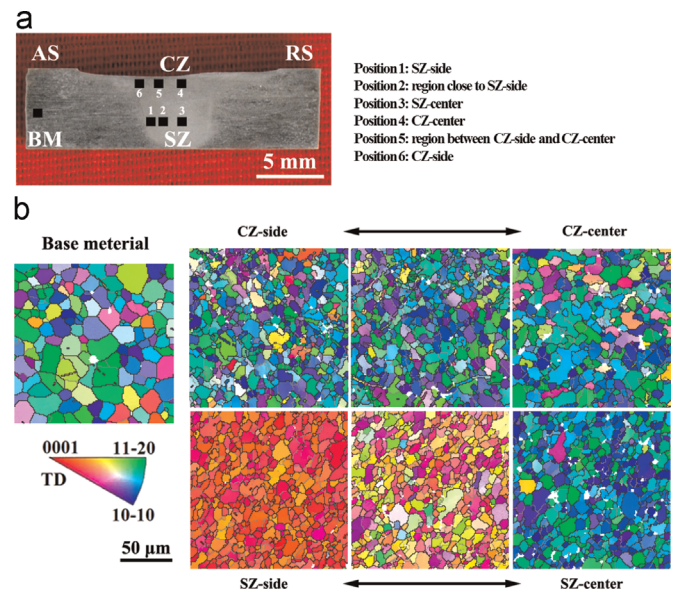 a
AS
CZ
RS
6
5
4
1
2
3
BM
SZ
5 mm
Position 1: SZ-side
Position 2: region close to SZ-side
Position 3: SZ-center
Position 4: CZ-center
Position 5: region between CZ-side and CZ-center
Position 6: CZ-side
b
Base meterial
CZ-side
CZ-center
0001
11-20
TD
10-10
50 μm
SZ-side
SZ-center